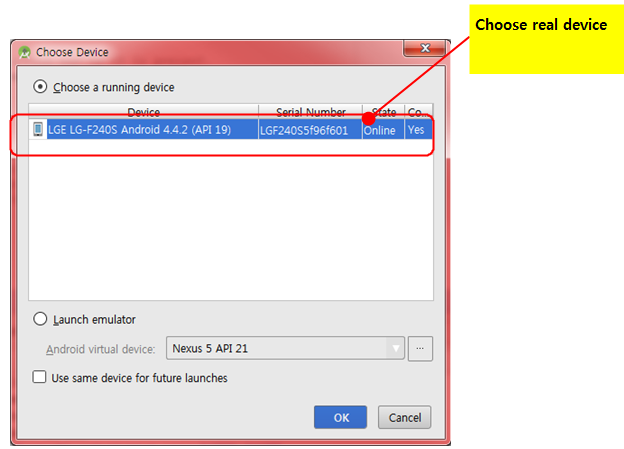 Choose real device
Choose Device
Choose a running device
Device Serial Number State Co...
LGE LG-F240S Android 4.4.2 (API 19) LGF240S5f96f601 Online Yes
Launch emulator
Android virtual device: Nexus 5 API 21 ...
Use same device for future launches
OK Cancel